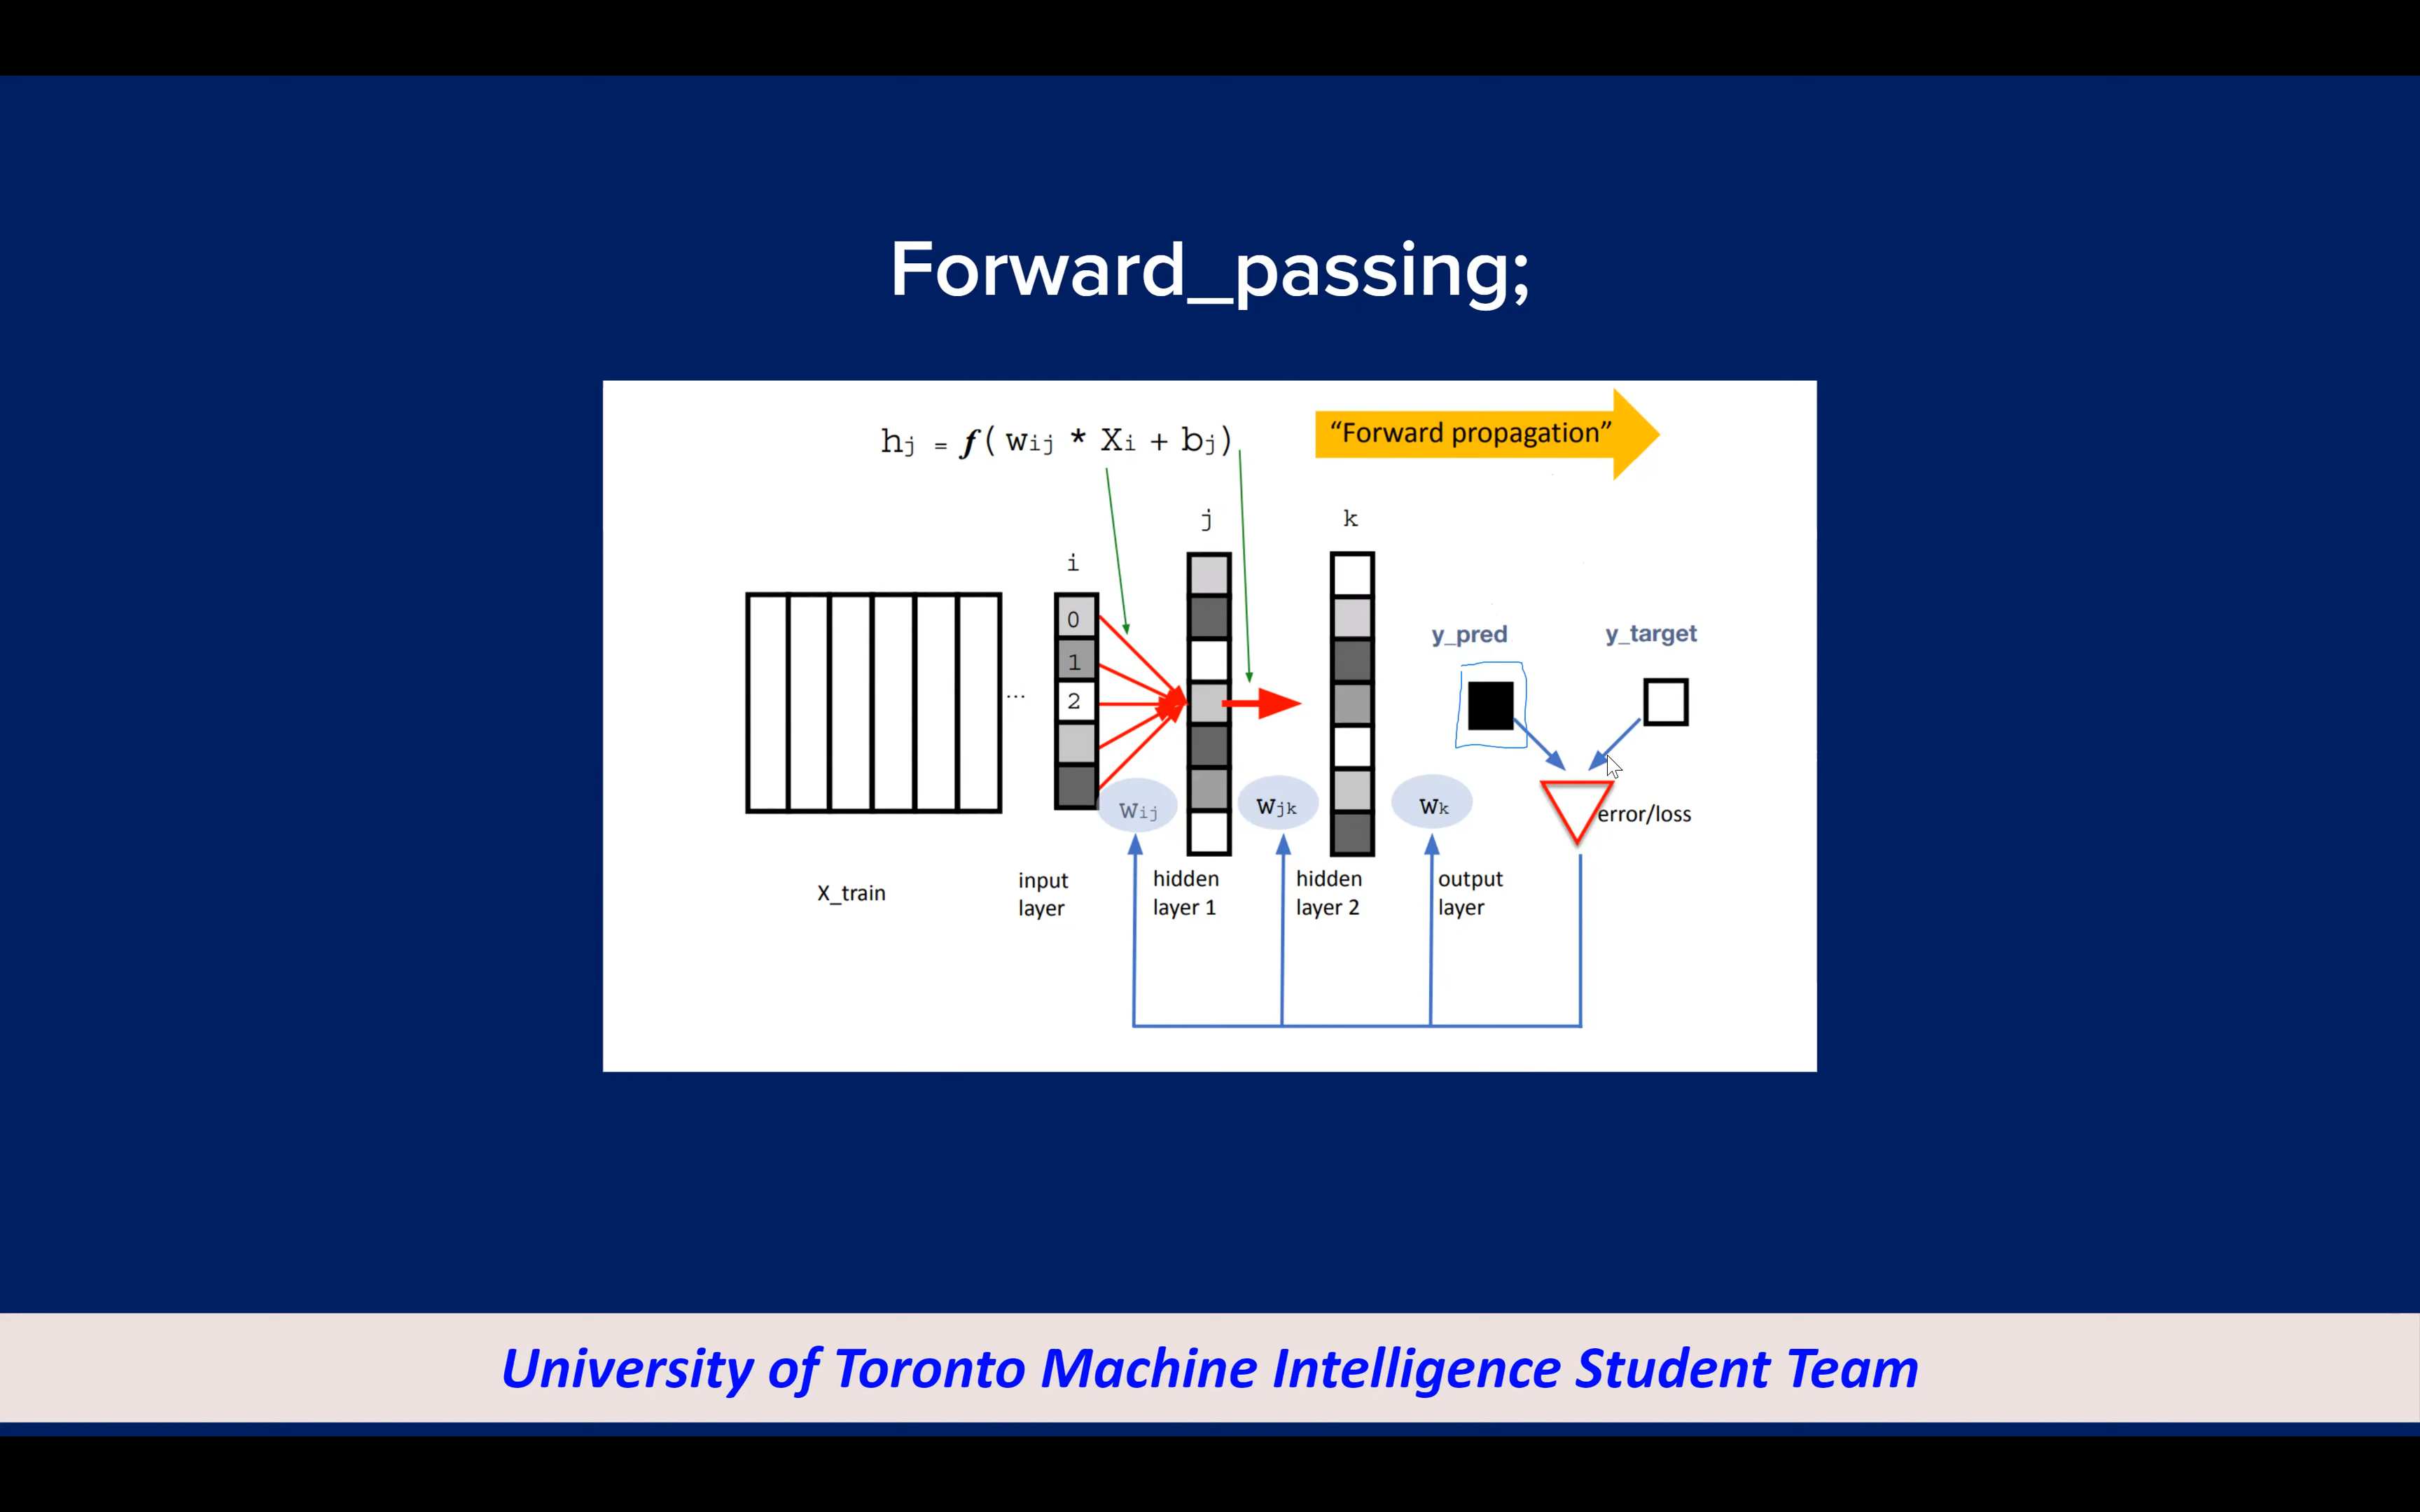 Forward_passing;
hj = f( wij * Xi + bj)
“Forward propagation”
i
j
k
0
1
2
...
y_pred
y_target
wij
wjk
wk
error/loss
X_train
input
layer
hidden
layer 1
hidden
layer 2
output
layer
University of Toronto Machine Intelligence Student Team